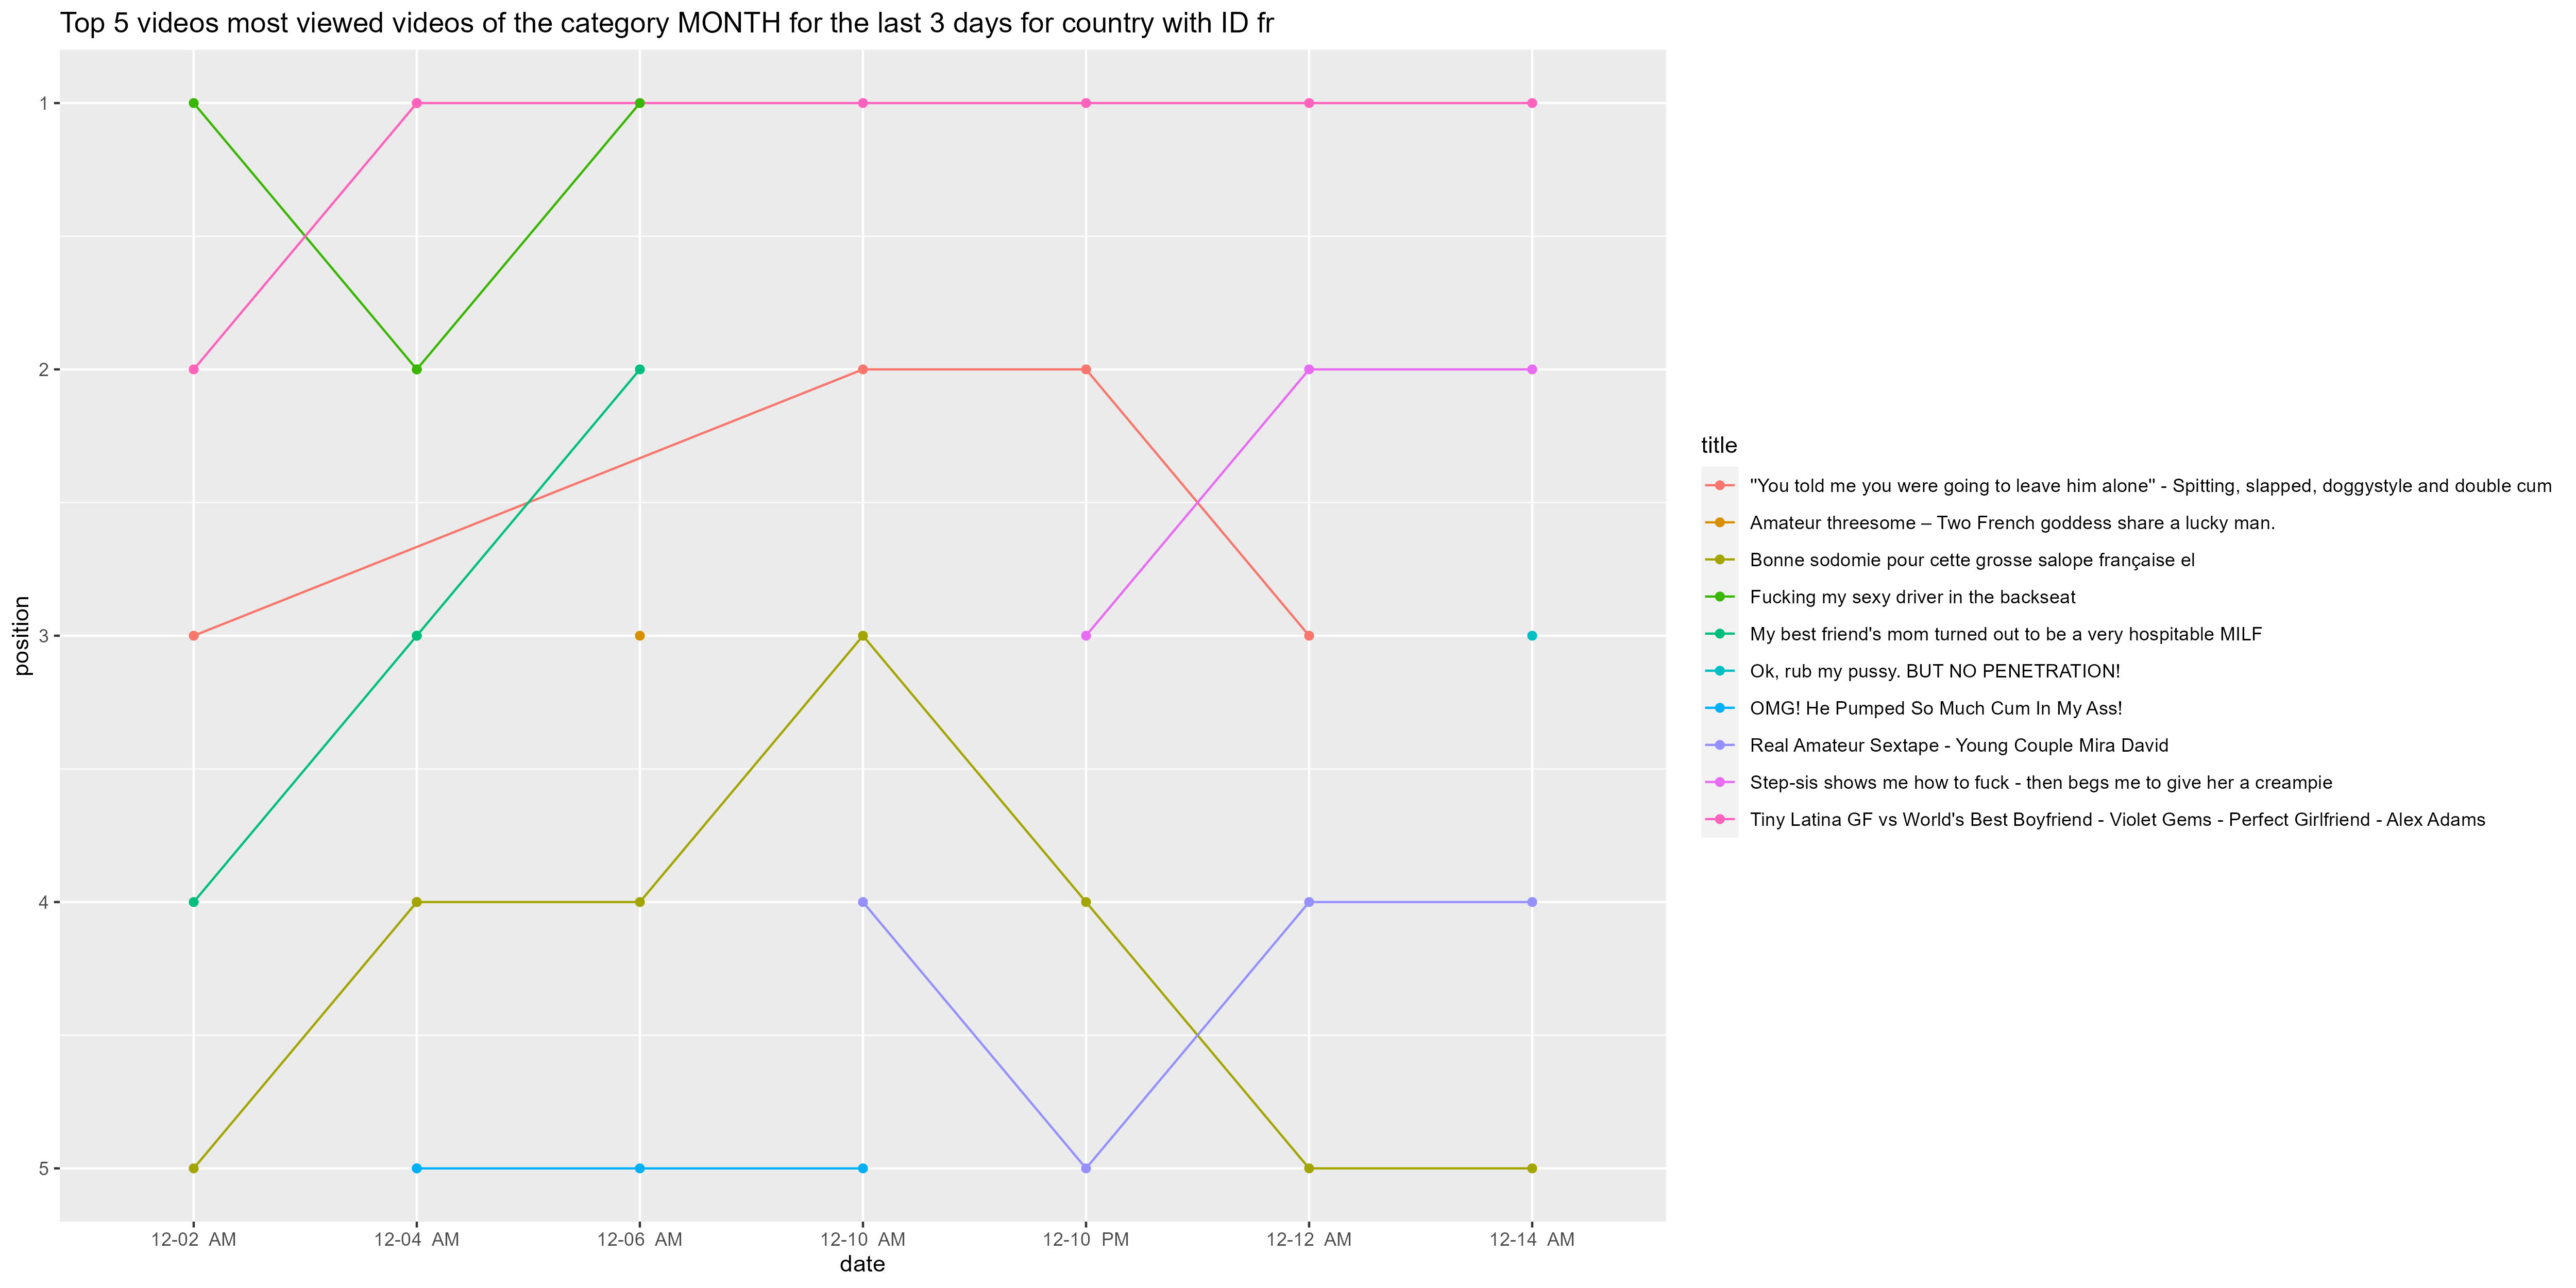 Top 5 videos most viewed videos of the category MONTH for the last 3 days for country with ID fr
position
1
2
3
4
5
12-02 AM
12-04 AM
12-06 AM
12-10 AM
12-10 PM
12-12 AM
12-14 AM
date
title
"You told me you were going to leave him alone" - Spitting, slapped, doggystyle and double cum
Amateur threesome – Two French goddess share a lucky man.
Bonne sodomie pour cette grosse salope française el
Fucking my sexy driver in the backseat
My best friend's mom turned out to be a very hospitable MILF
Ok, rub my pussy. BUT NO PENETRATION!
OMG! He Pumped So Much Cum In My Ass!
Real Amateur Sextape - Young Couple Mira David
Step-sis shows me how to fuck - then begs me to give her a creampie
Tiny Latina GF vs World's Best Boyfriend - Violet Gems - Perfect Girlfriend - Alex Adams